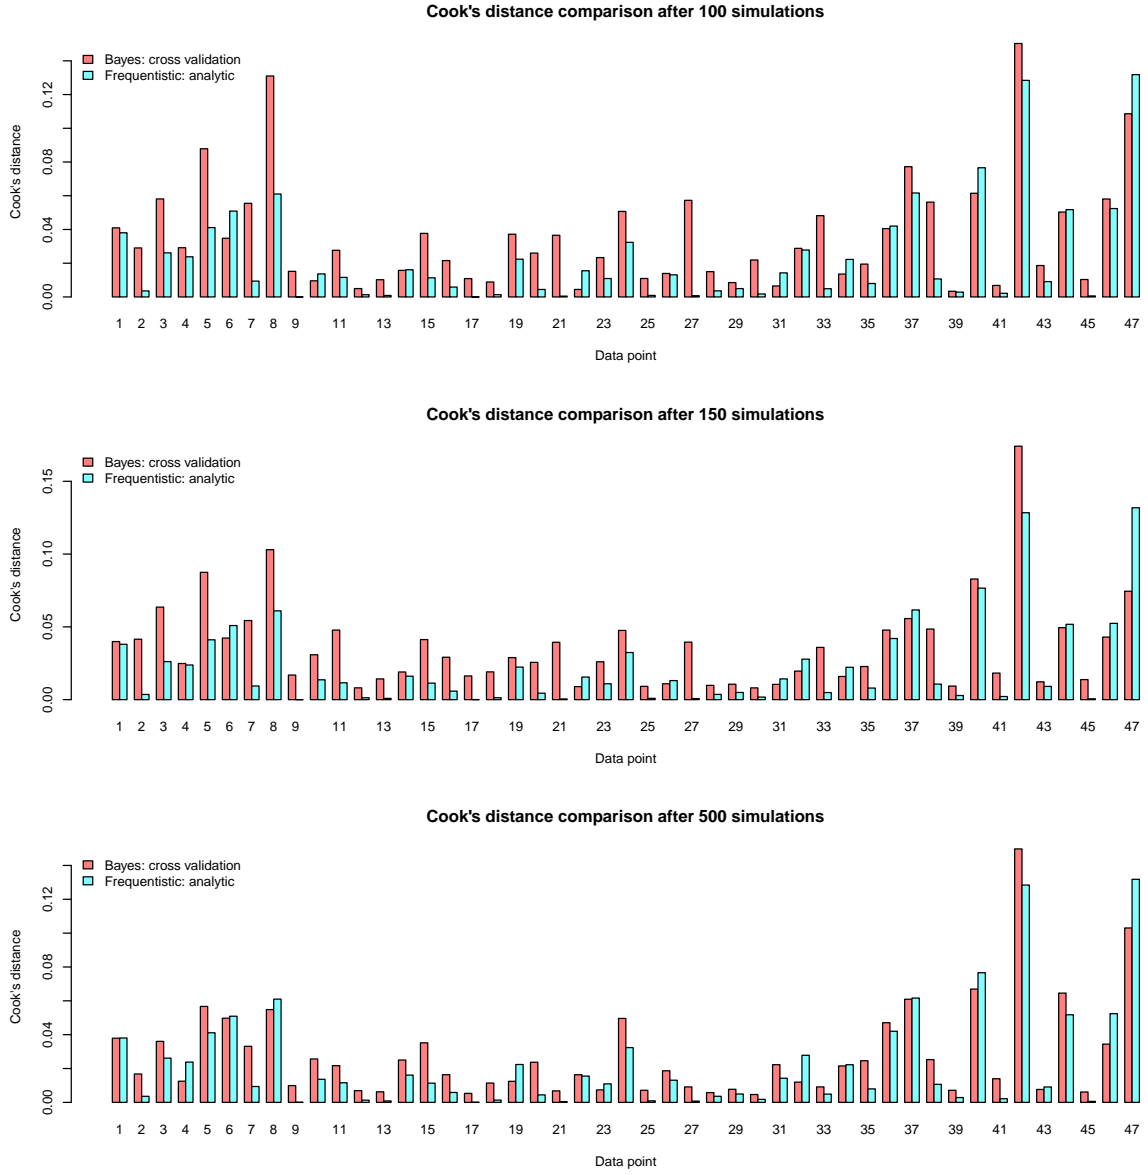 Cook's distance comparison after 100 simulations
Bayes: cross validation
Frequentistic: analytic
Cook's distance
0.00 0.04 0.08 0.12
1 2 3 4 5 6 7 8 9 11 13 15 17 19 21 23 25 27 29 31 33 35 37 39 41 43 45 47
Data point
Cook's distance comparison after 150 simulations
Bayes: cross validation
Frequentistic: analytic
Cook's distance
0.00 0.05 0.10 0.15
1 2 3 4 5 6 7 8 9 11 13 15 17 19 21 23 25 27 29 31 33 35 37 39 41 43 45 47
Data point
Cook's distance comparison after 500 simulations
Bayes: cross validation
Frequentistic: analytic
Cook's distance
0.00 0.04 0.08 0.12
1 2 3 4 5 6 7 8 9 11 13 15 17 19 21 23 25 27 29 31 33 35 37 39 41 43 45 47
Data point